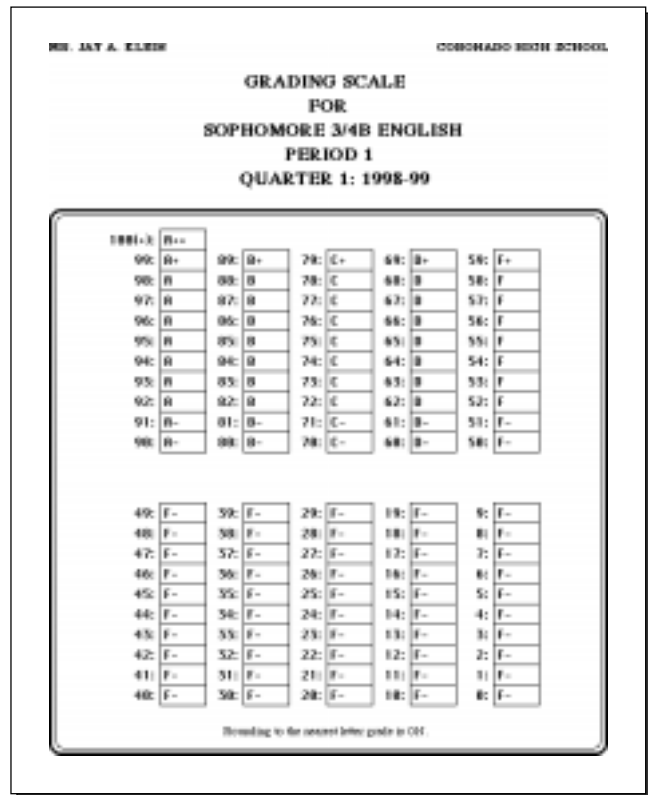 MR. JAY A. KLEIN CORONADO HIGH SCHOOL
GRADING SCALE
FOR
SOPHOMORE 3/4B ENGLISH
PERIOD 1
QUARTER 1: 1998-99
100(+): A++
99: A+ 89: B+ 79: C+ 69: D+ 59: F+
98: A 88: B 78: C 68: D 58: F
97: A 87: B 77: C 67: D 57: F
96: A 86: B 76: C 66: D 56: F
95: A 85: B 75: C 65: D 55: F
94: A 84: B 74: C 64: D 54: F
93: A 83: B 73: C 63: D 53: F
92: A 82: B 72: C 62: D 52: F
91: A- 81: B- 71: C- 61: D- 51: F-
90: A- 80: B- 70: C- 60: D- 50: F-
49: F- 39: F- 29: F- 19: F- 9: F-
48: F- 38: F- 28: F- 18: F- 8: F-
47: F- 37: F- 27: F- 17: F- 7: F-
46: F- 36: F- 26: F- 16: F- 6: F-
45: F- 35: F- 25: F- 15: F- 5: F-
44: F- 34: F- 24: F- 14: F- 4: F-
43: F- 33: F- 23: F- 13: F- 3: F-
42: F- 32: F- 22: F- 12: F- 2: F-
41: F- 31: F- 21: F- 11: F- 1: F-
40: F- 30: F- 20: F- 10: F- 0: F-
Rounding to the nearest letter grade is ON.